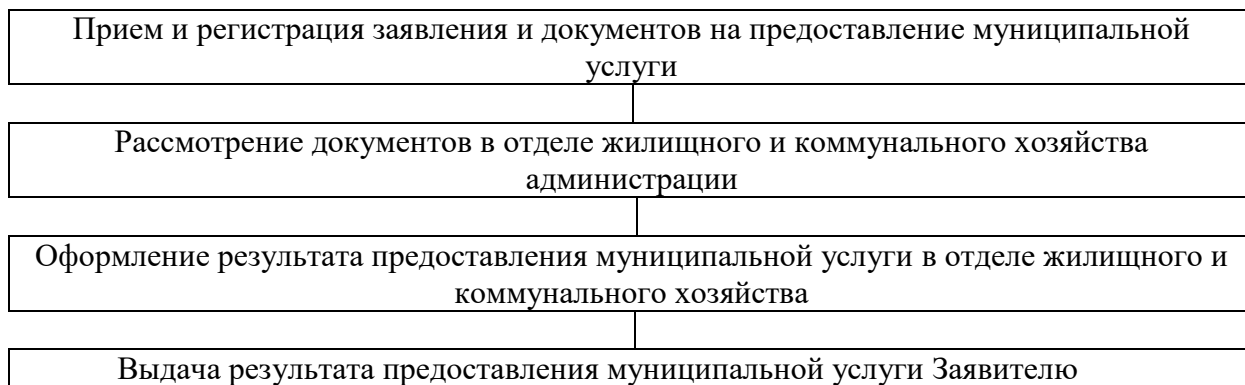 Прием и регистрация заявления и документов на предоставление муниципальной
услуги
Рассмотрение документов в отделе жилищного и коммунального хозяйства
администрации
Оформление результата предоставления муниципальной услуги в отделе жилищного и
коммунального хозяйства
Выдача результата предоставления муниципальной услуги Заявителю